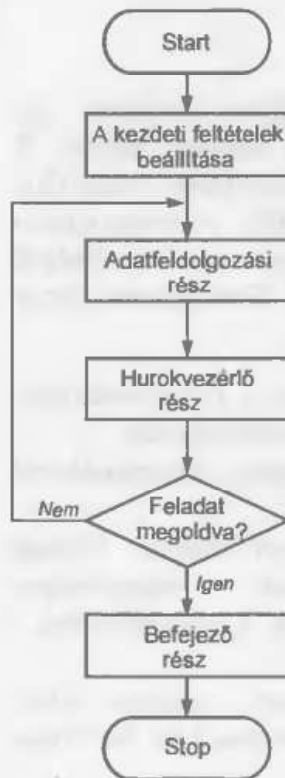 Start
A kezdeti feltételek
beállítása
Adatfeldolgozási
rész
Hurokvezérlő
rész
Feladat
megoldva?
Nem
Igen
Befejező
rész
Stop